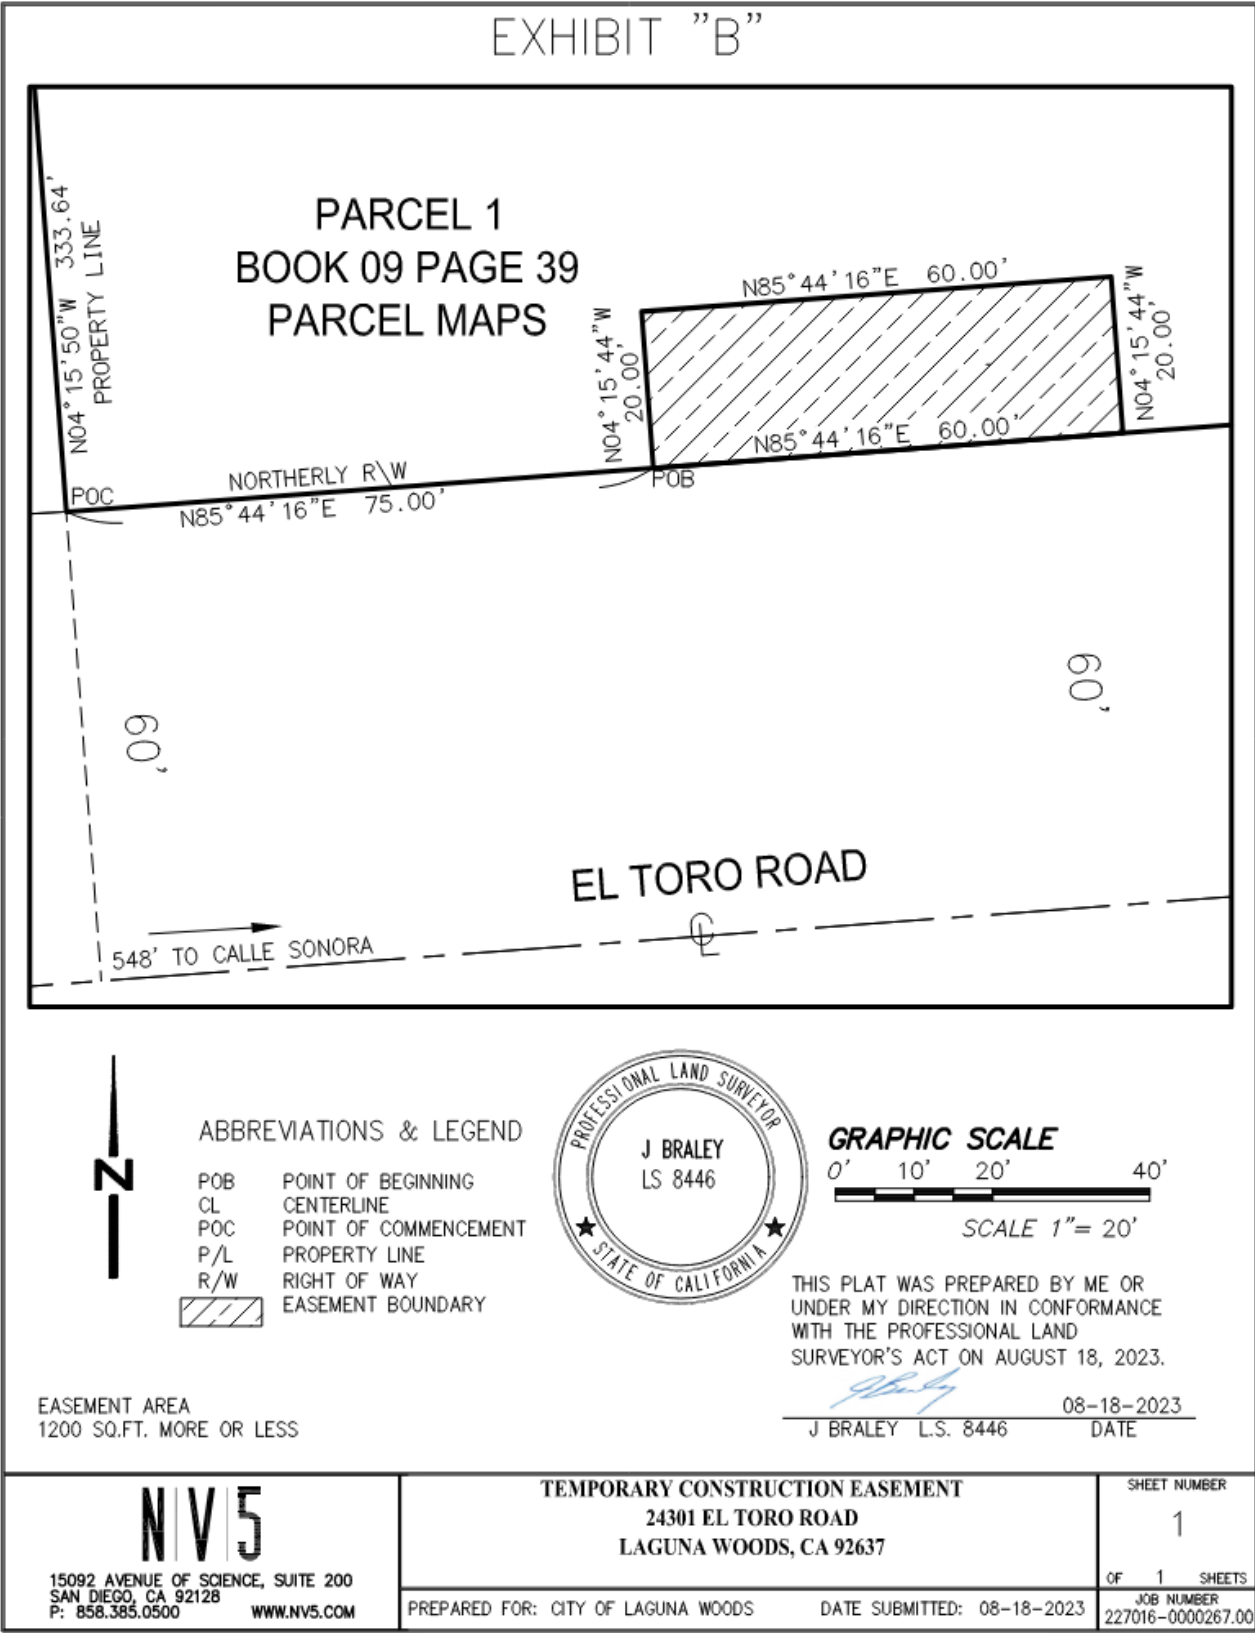 EXHIBIT "B"
N04°15'50"W 333.64'
PROPERTY LINE
PARCEL 1
BOOK 09 PAGE 39
PARCEL MAPS
N85°44'16"E 60.00'
N04°15'44"W
20.00'
N04°15'44"W
20.00'
N85°44'16"E 60.00'
POC
NORTHERLY R\W
N85°44'16"E 75.00'
POB
60'
60'
EL TORO ROAD
CL
548' TO CALLE SONORA
N
ABBREVIATIONS & LEGEND
POB POINT OF BEGINNING
CL CENTERLINE
POC POINT OF COMMENCEMENT
P/L PROPERTY LINE
R/W RIGHT OF WAY
EASEMENT BOUNDARY
PROFESSIONAL LAND SURVEYOR
J BRALEY
LS 8446
STATE OF CALIFORNIA
GRAPHIC SCALE
0' 10' 20' 40'
SCALE 1"= 20'
THIS PLAT WAS PREPARED BY ME OR
UNDER MY DIRECTION IN CONFORMANCE
WITH THE PROFESSIONAL LAND
SURVEYOR'S ACT ON AUGUST 18, 2023.
JBraley
08-18-2023
J BRALEY L.S. 8446 DATE
EASEMENT AREA
1200 SQ.FT. MORE OR LESS
NV5
15092 AVENUE OF SCIENCE, SUITE 200
SAN DIEGO, CA 92128
P: 858.385.0500 WWW.NV5.COM
TEMPORARY CONSTRUCTION EASEMENT
24301 EL TORO ROAD
LAGUNA WOODS, CA 92637
PREPARED FOR: CITY OF LAGUNA WOODS DATE SUBMITTED: 08-18-2023
SHEET NUMBER
1
OF 1 SHEETS
JOB NUMBER
227016-0000267.00